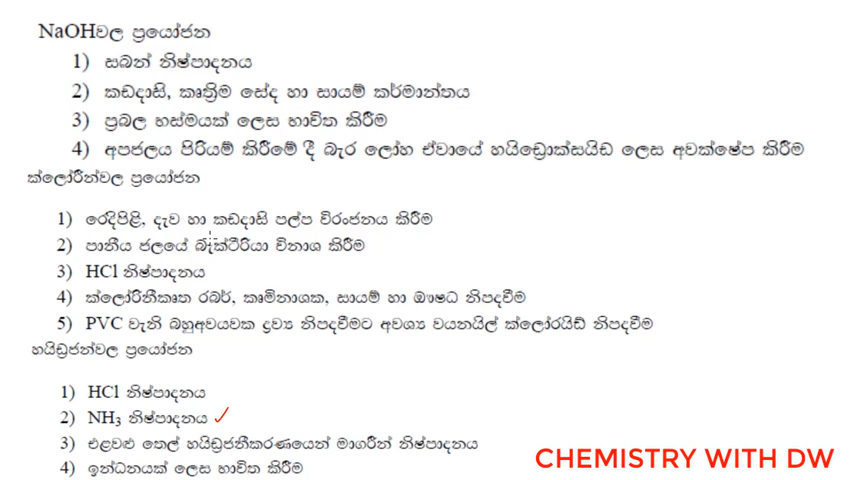 NaOHවල ප්‍රයෝජන
1) සබන් නිෂ්පාදනය
2) කඩදාසි, කෘත්‍රිම සේද හා සායම් කර්මාන්තය
3) ප්‍රබල භස්මයක් ලෙස භාවිත කිරීම
4) අපජලය පිරියම් කිරීමේ දී බැර ලෝහ ඒවායේ හයිඩ්‍රොක්සයිඩ ලෙස අවක්ෂේප කිරීම
ක්ලෝරීන්වල ප්‍රයෝජන
1) රෙදිපිළි, දැව හා කඩදාසි පල්ප විරංජනය කිරීම
2) පානීය ජලයේ බැක්ටීරියා විනාශ කිරීම
3) HCl නිෂ්පාදනය
4) ක්ලෝරිනීකෘත රබර්, කෘමිනාශක, සායම් හා ඖෂධ නිපදවීම
5) PVC වැනි බහුඅවයවක ද්‍රව්‍ය නිපදවීමට අවශ්‍ය වයනයිල් ක්ලෝරයිඩ් නිපදවීම
හයිඩ්‍රජන්වල ප්‍රයෝජන
1) HCl නිෂ්පාදනය
2) NH₃ නිෂ්පාදනය ✓
3) එළවළු තෙල් හයිඩ්‍රජනීකරණයෙන් මාගරීන් නිෂ්පාදනය
4) ඉන්ධනයක් ලෙස භාවිත කිරීම
CHEMISTRY WITH DW